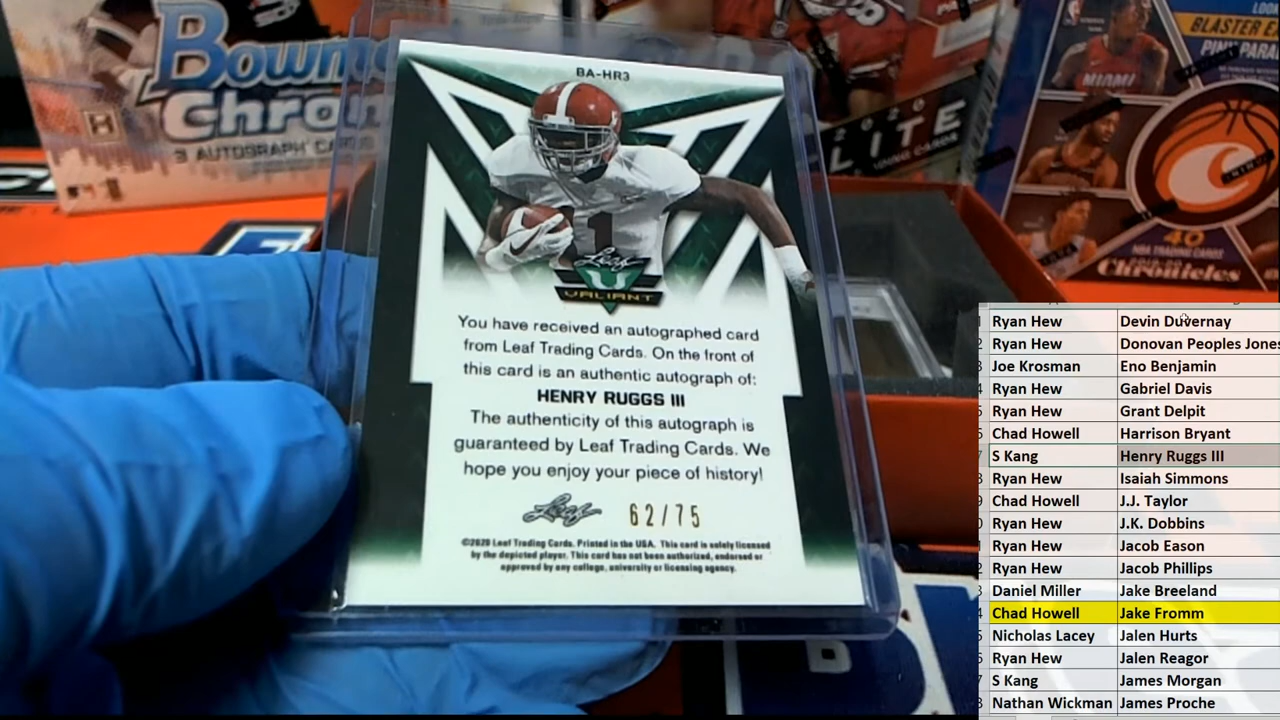 Bowm
Chro
3 AUTOGRAPH CARDS
LITE
BLASTER EX
PINK PARA
MIAMI
40
NBA TRADING CARDS
Chronicles
BA-HR3
11
Leaf
VALIANT
You have received an autographed card
from Leaf Trading Cards. On the front of
this card is an authentic autograph of:
HENRY RUGGS III
The authenticity of this autograph is
guaranteed by Leaf Trading Cards. We
hope you enjoy your piece of history!
Leaf 62/75
©2020 Leaf Trading Cards. Printed in the USA. This card is solely licensed
by the depicted player. This card has not been authorized, endorsed or
approved by any college, university or licensing agency.
Ryan Hew Devin Duvernay
Ryan Hew Donovan Peoples Jones
Joe Krosman Eno Benjamin
Ryan Hew Gabriel Davis
Ryan Hew Grant Delpit
Chad Howell Harrison Bryant
S Kang Henry Ruggs III
Ryan Hew Isaiah Simmons
Chad Howell J.J. Taylor
Ryan Hew J.K. Dobbins
Ryan Hew Jacob Eason
Ryan Hew Jacob Phillips
Daniel Miller Jake Breeland
Chad Howell Jake Fromm
Nicholas Lacey Jalen Hurts
Ryan Hew Jalen Reagor
S Kang James Morgan
Nathan Wickman James Proche